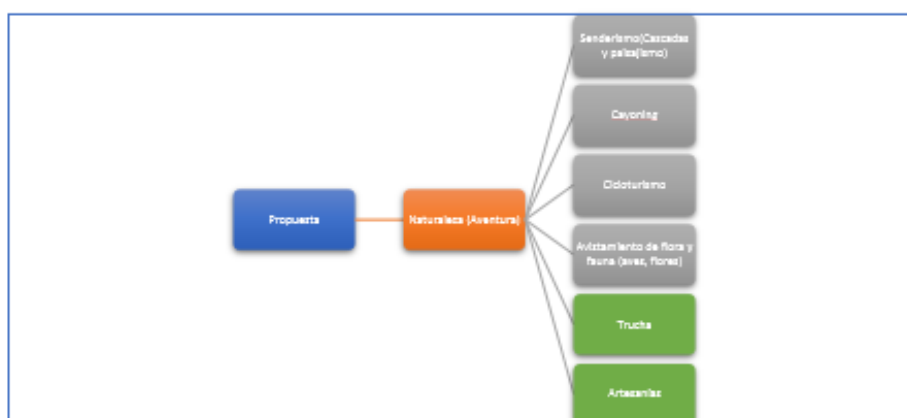 Senderismo(Cascadas
y paisajismo)
Cayoning
Cicloturismo
Propuesta
Naturaleza (Aventura)
Avistamiento de flora y
fauna (aves, flores)
Trucha
Artesanías